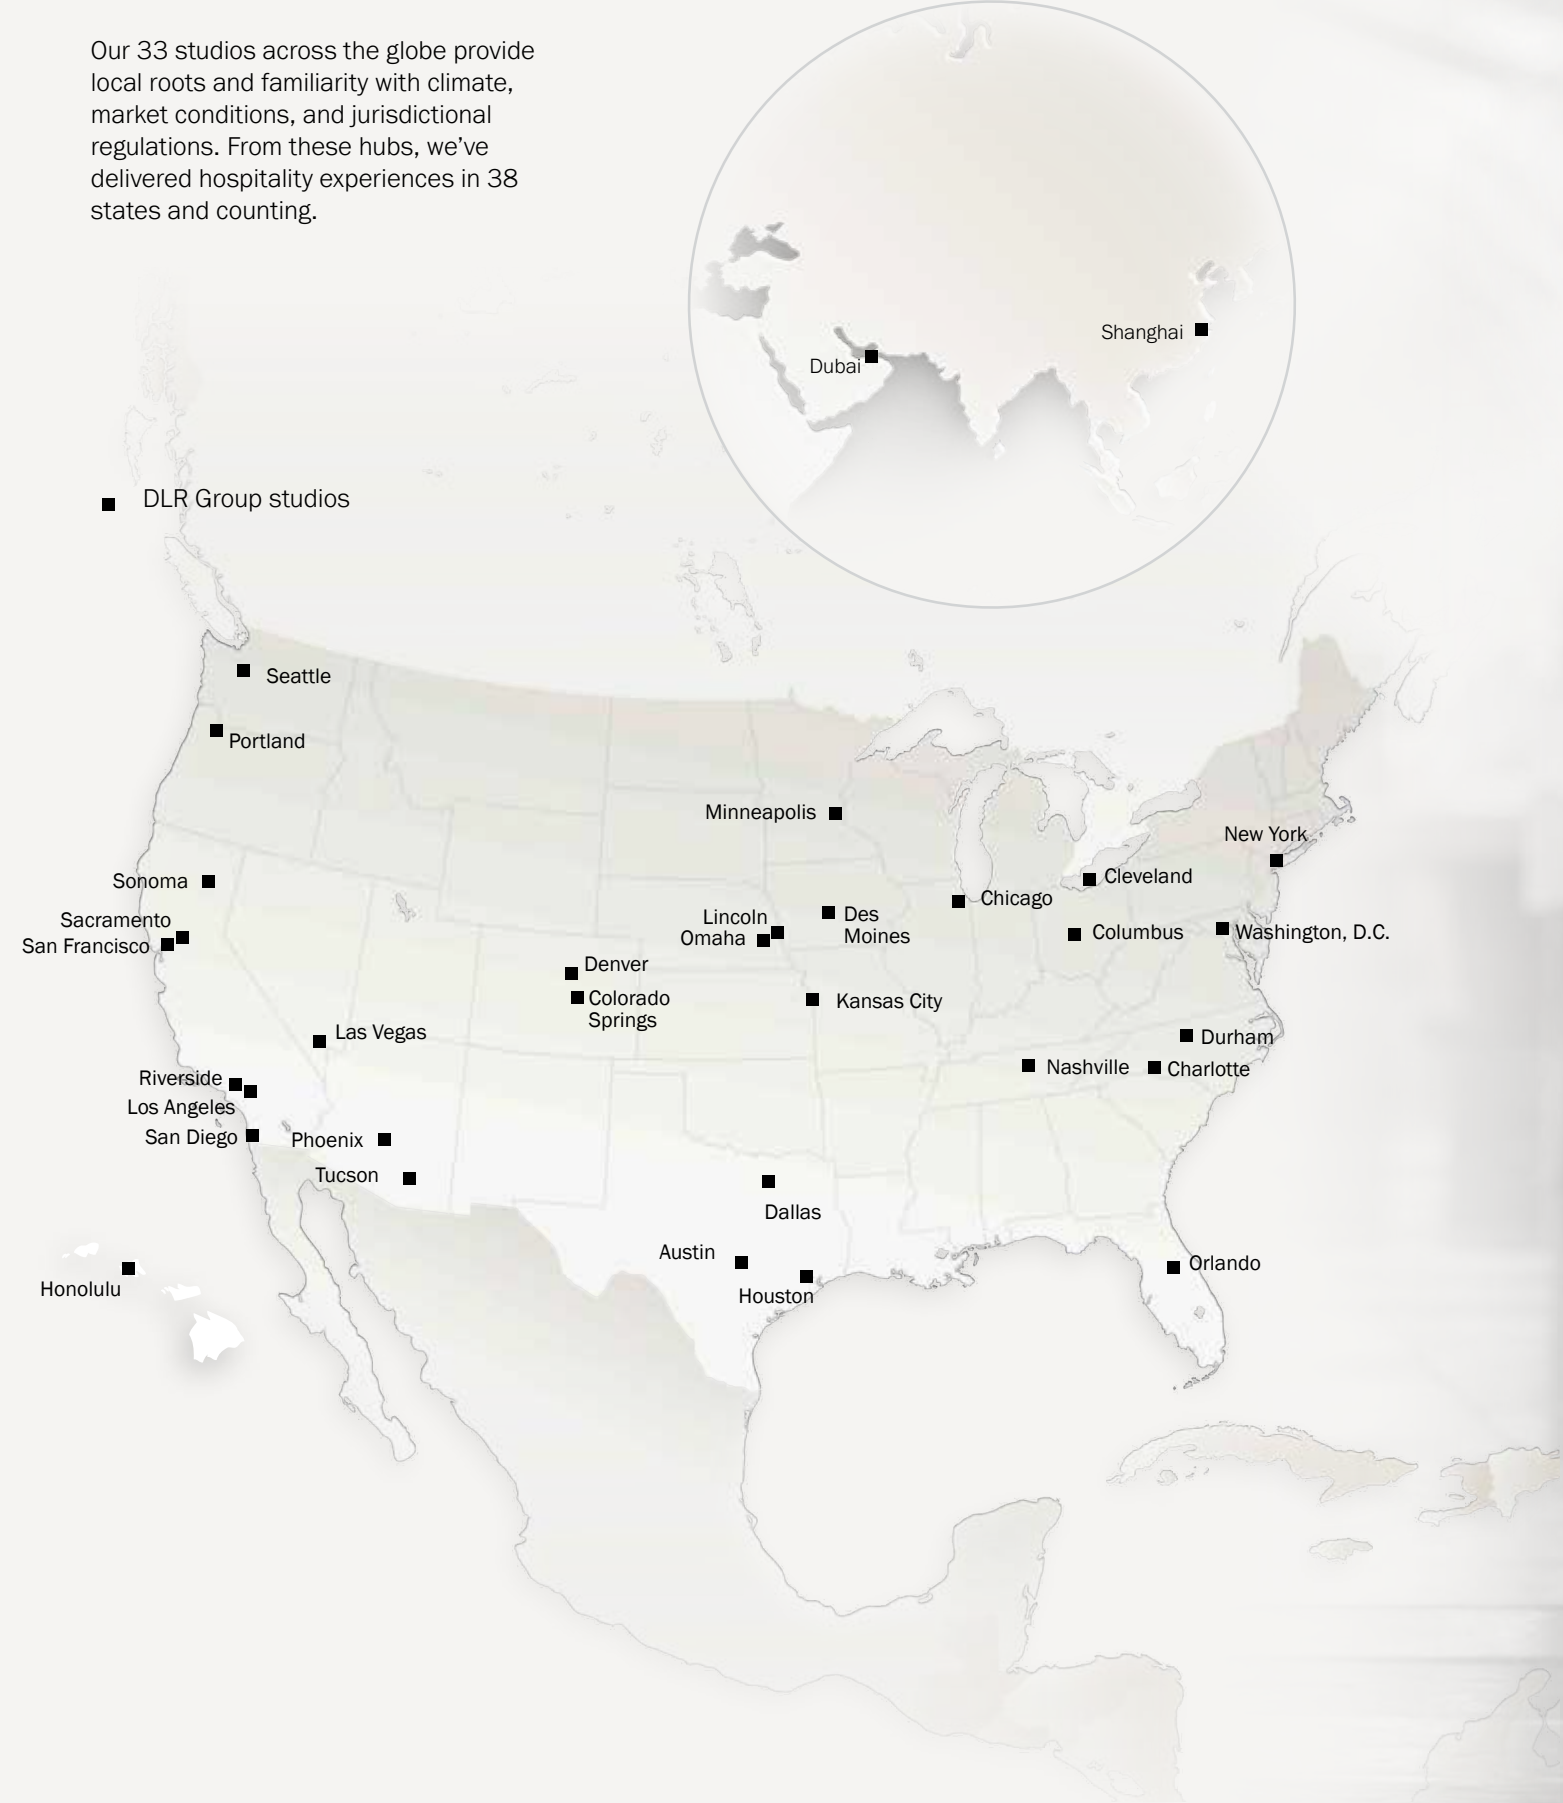 Our 33 studios across the globe provide
local roots and familiarity with climate,
market conditions, and jurisdictional
regulations. From these hubs, we’ve
delivered hospitality experiences in 38
states and counting.
Shanghai
Dubai
DLR Group studios
Seattle
Portland
Minneapolis
New York
Sonoma
Cleveland
Chicago
Sacramento
San Francisco
Lincoln
Omaha
Des
Moines
Columbus
Washington, D.C.
Denver
Colorado
Springs
Kansas City
Las Vegas
Durham
Nashville
Charlotte
Riverside
Los Angeles
San Diego
Phoenix
Tucson
Dallas
Austin
Houston
Orlando
Honolulu